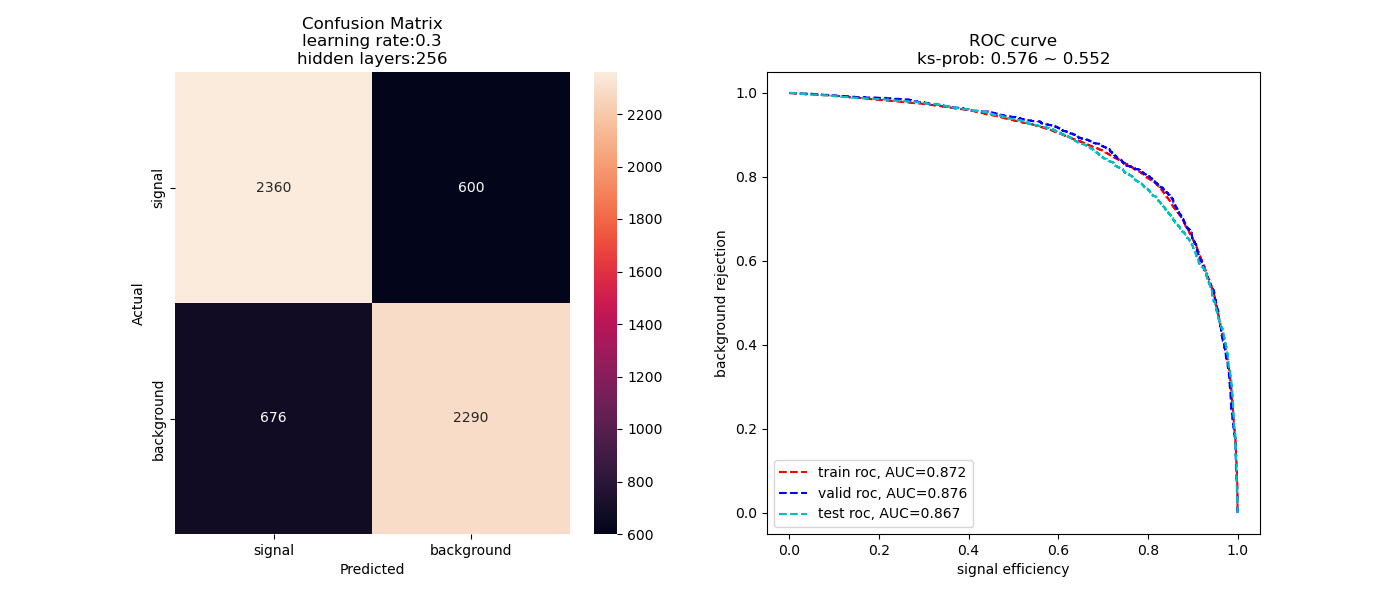 Confusion Matrix
learning rate:0.3
hidden layers:256
signal
background
Actual
2360
600
676
2290
signal
background
Predicted
2200
2000
1800
1600
1400
1200
1000
800
600
ROC curve
ks-prob: 0.576 ~ 0.552
background rejection
1.0
0.8
0.6
0.4
0.2
0.0
train roc, AUC=0.872
valid roc, AUC=0.876
test roc, AUC=0.867
0.0
0.2
0.4
0.6
0.8
1.0
signal efficiency